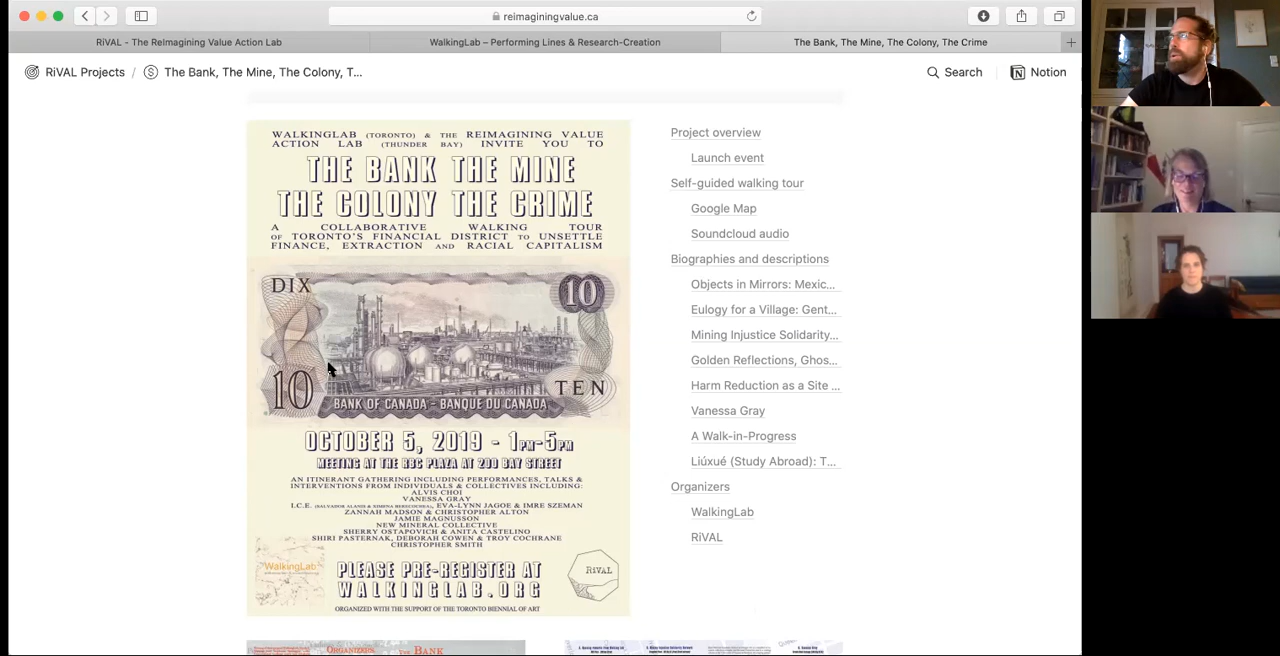 reimaginingvalue.ca
RiVAL - The ReImagining Value Action Lab
WalkingLab – Performing Lines & Research-Creation
The Bank, The Mine, The Colony, The Crime
RiVAL Projects / The Bank, The Mine, The Colony, T...
Search
Notion
WALKINGLAB (TORONTO) & THE REIMAGINING VALUE
ACTION LAB (THUNDER BAY) INVITE YOU TO
THE BANK THE MINE
THE COLONY THE CRIME
A COLLABORATIVE WALKING TOUR
OF TORONTO'S FINANCIAL DISTRICT TO UNSETTLE
FINANCE, EXTRACTION AND RACIAL CAPITALISM
DIX
10
10
TEN
BANK OF CANADA - BANQUE DU CANADA
OCTOBER 5, 2019 - 1PM-5PM
MEETING AT THE RBC PLAZA AT 200 BAY STREET
AN ITINERANT GATHERING INCLUDING PERFORMANCES, TALKS &
INTERVENTIONS FROM INDIVIDUALS & COLLECTIVES INCLUDING:
ALVIS CHOI
VANESSA GRAY
I.C.E. EVA-LYNN JAGOE & IMRE SZEMAN
ZANNAH MADSON & CHRISTOPHER ALTON
JAMIE MAGNUSSON
NEW MINERAL COLLECTIVE
SHERRY OSTAPOVICH & ANITA CASTELINO
SHIRI PASTERNAK, DEBORAH COWEN & TROY COCHRANE
CHRISTOPHER SMITH
WalkingLab
PLEASE PRE-REGISTER AT
WALKINGLAB.ORG
RiVAL
ORGANIZED WITH THE SUPPORT OF THE TORONTO BIENNIAL OF ART
Project overview
Launch event
Self-guided walking tour
Google Map
Soundcloud audio
Biographies and descriptions
Objects in Mirrors: Mexic...
Eulogy for a Village: Gent...
Mining Injustice Solidarity...
Golden Reflections, Ghos...
Harm Reduction as a Site ...
Vanessa Gray
A Walk-in-Progress
Liúxué (Study Abroad): T...
Organizers
WalkingLab
RiVAL
THE BANK